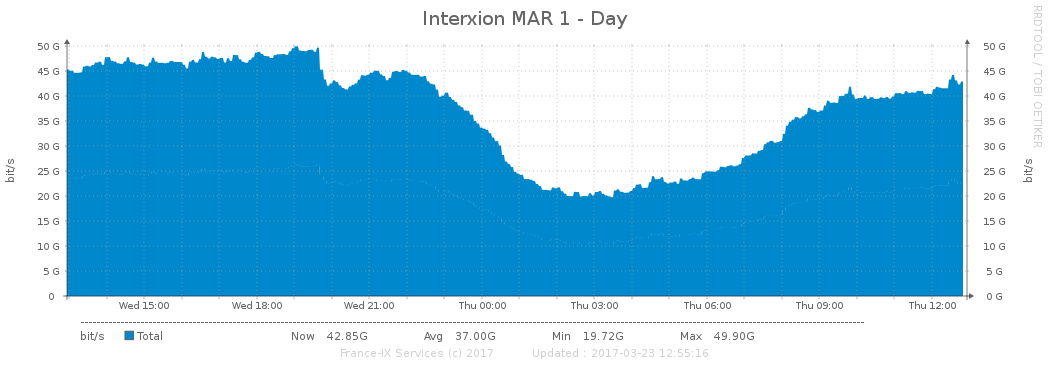 Interxion MAR 1 - Day
RRDTOOL / TOBI OETIKER
bit/s
bit/s
50 G 50 G
45 G 45 G
40 G 40 G
35 G 35 G
30 G 30 G
25 G 25 G
20 G 20 G
15 G 15 G
10 G 10 G
5 G 5 G
0 0 G
Wed 15:00 Wed 18:00 Wed 21:00 Thu 00:00 Thu 03:00 Thu 06:00 Thu 09:00 Thu 12:00
bit/s Total Now 42.85G Avg 37.00G Min 19.72G Max 49.90G
France-IX Services (c) 2017 Updated : 2017-03-23 12:55:16